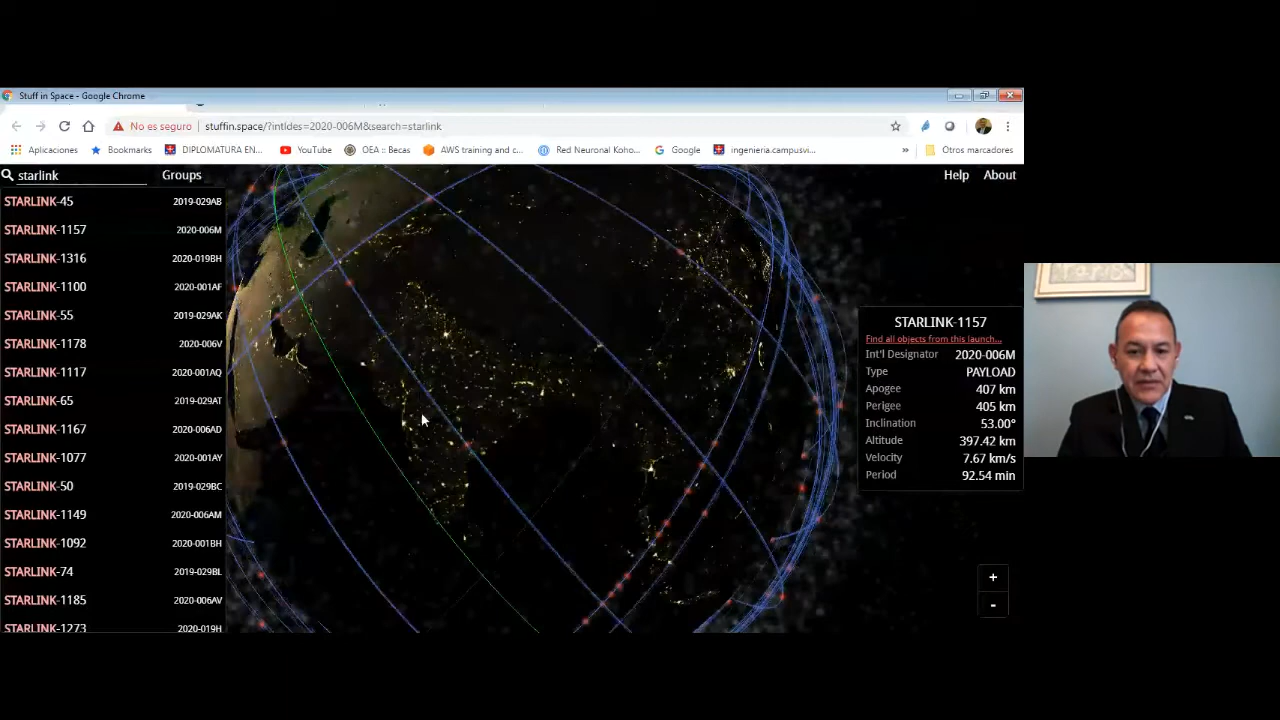 Stuff in Space - Google Chrome
No es seguro stuffin.space/?intldes=2020-006M&search=starlink
Aplicaciones Bookmarks DIPLOMATURA EN... YouTube OEA :: Becas AWS training and c... Red Neuronal Koho... Google ingenieria.campusvi... » Otros marcadores
starlink Groups Help About
STARLINK-45 2019-029AB
STARLINK-1157 2020-006M
STARLINK-1316 2020-019BH
STARLINK-1100 2020-001AF
STARLINK-55 2019-029AK
STARLINK-1178 2020-006V
STARLINK-1117 2020-001AQ
STARLINK-65 2019-029AT
STARLINK-1167 2020-006AD
STARLINK-1077 2020-001AY
STARLINK-50 2019-029BC
STARLINK-1149 2020-006AM
STARLINK-1092 2020-001BH
STARLINK-74 2019-029BL
STARLINK-1185 2020-006AV
STARLINK-1273 2020-019H
STARLINK-1157
Find all objects from this launch...
Int'l Designator 2020-006M
Type PAYLOAD
Apogee 407 km
Perigee 405 km
Inclination 53.00°
Altitude 397.42 km
Velocity 7.67 km/s
Period 92.54 min
+
-